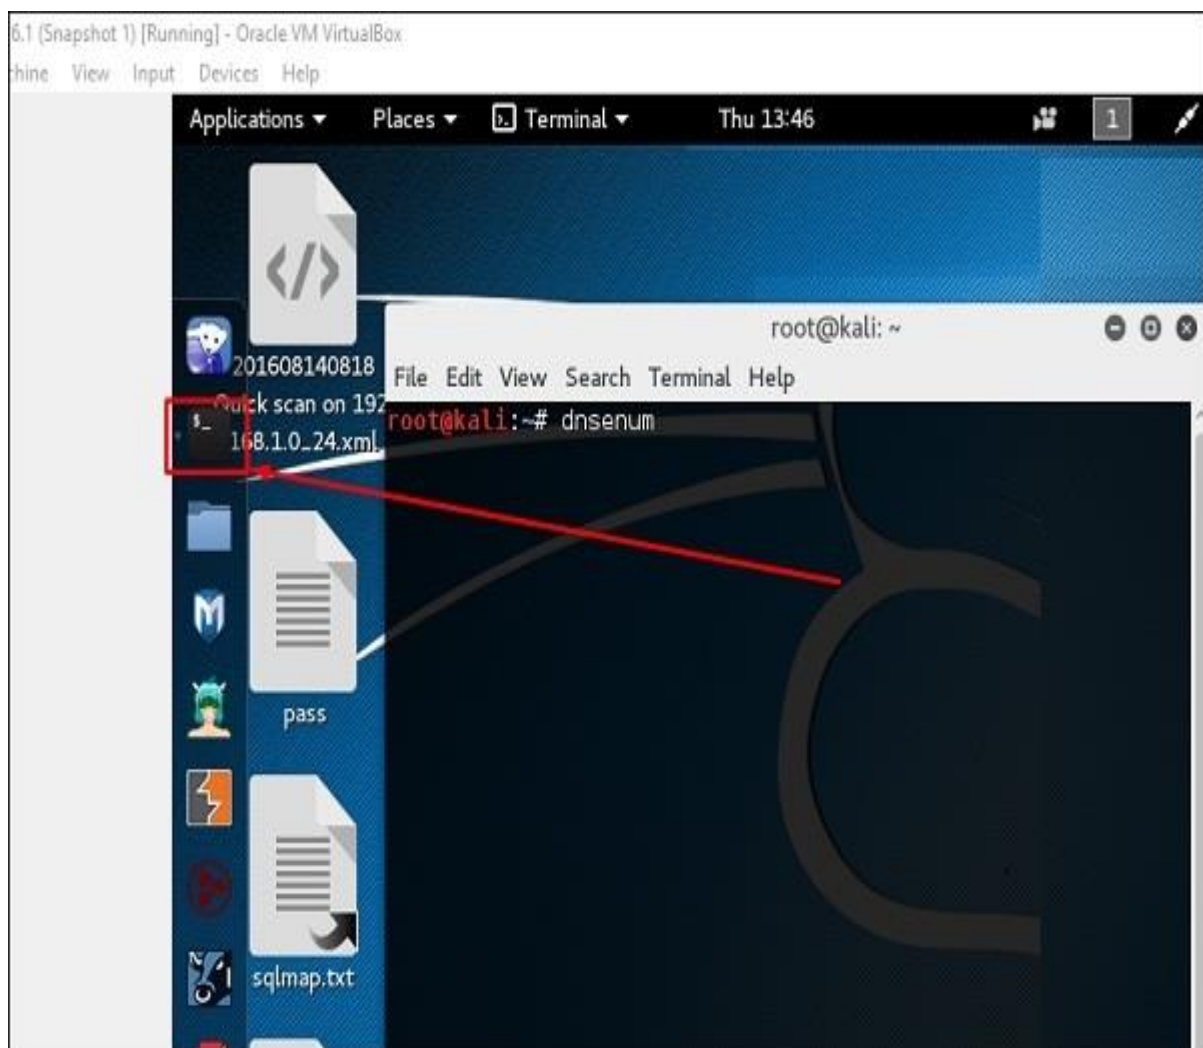 6.1 (Snapshot 1) [Running] - Oracle VM VirtualBox
hine View Input Devices Help
Applications Places Terminal Thu 13:46 1
root@kali: ~
File Edit View Search Terminal Help
root@kali:~# dnsenum
201608140818
Quick scan on 192
168.1.0_24.xml
$_
pass
sqlmap.txt